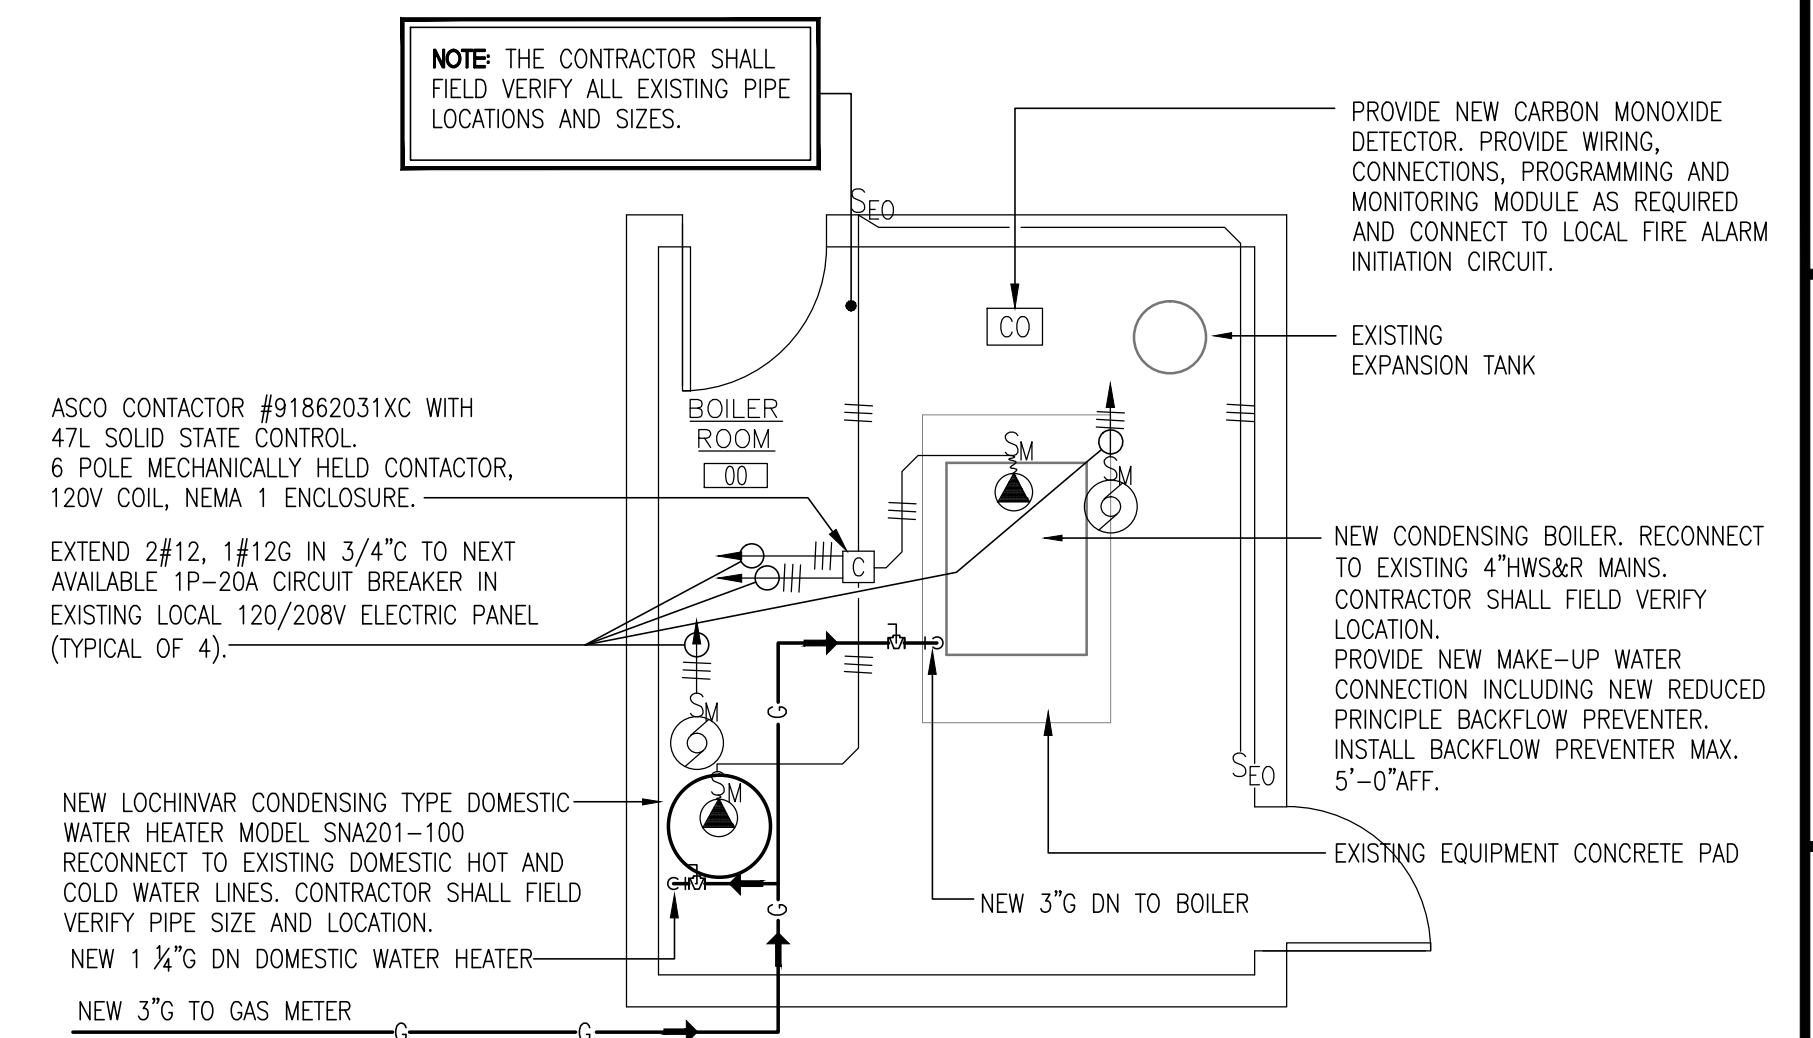 NOTE: THE CONTRACTOR SHALL
FIELD VERIFY ALL EXISTING PIPE
LOCATIONS AND SIZES.
PROVIDE NEW CARBON MONOXIDE
DETECTOR. PROVIDE WIRING,
CONNECTIONS, PROGRAMMING AND
MONITORING MODULE AS REQUIRED
AND CONNECT TO LOCAL FIRE ALARM
INITIATION CIRCUIT.
SEO
CO
EXISTING
EXPANSION TANK
BOILER
ROOM
00
ASCO CONTACTOR #91862031XC WITH
47L SOLID STATE CONTROL.
6 POLE MECHANICALLY HELD CONTACTOR,
120V COIL, NEMA 1 ENCLOSURE.
SM
SM
EXTEND 2#12, 1#12G IN 3/4"C TO NEXT
AVAILABLE 1P-20A CIRCUIT BREAKER IN
EXISTING LOCAL 120/208V ELECTRIC PANEL
(TYPICAL OF 4).
C
NEW CONDENSING BOILER. RECONNECT
TO EXISTING 4"HWS&R MAINS.
CONTRACTOR SHALL FIELD VERIFY
LOCATION.
PROVIDE NEW MAKE-UP WATER
CONNECTION INCLUDING NEW REDUCED
PRINCIPLE BACKFLOW PREVENTER.
INSTALL BACKFLOW PREVENTER MAX.
5'-0"AFF.
SM
G
SEO
SM
NEW LOCHINVAR CONDENSING TYPE DOMESTIC
WATER HEATER MODEL SNA201-100
RECONNECT TO EXISTING DOMESTIC HOT AND
COLD WATER LINES. CONTRACTOR SHALL FIELD
VERIFY PIPE SIZE AND LOCATION.
EXISTING EQUIPMENT CONCRETE PAD
NEW 3"G DN TO BOILER
G
NEW 1 1/4"G DN DOMESTIC WATER HEATER
NEW 3"G TO GAS METER
G
G